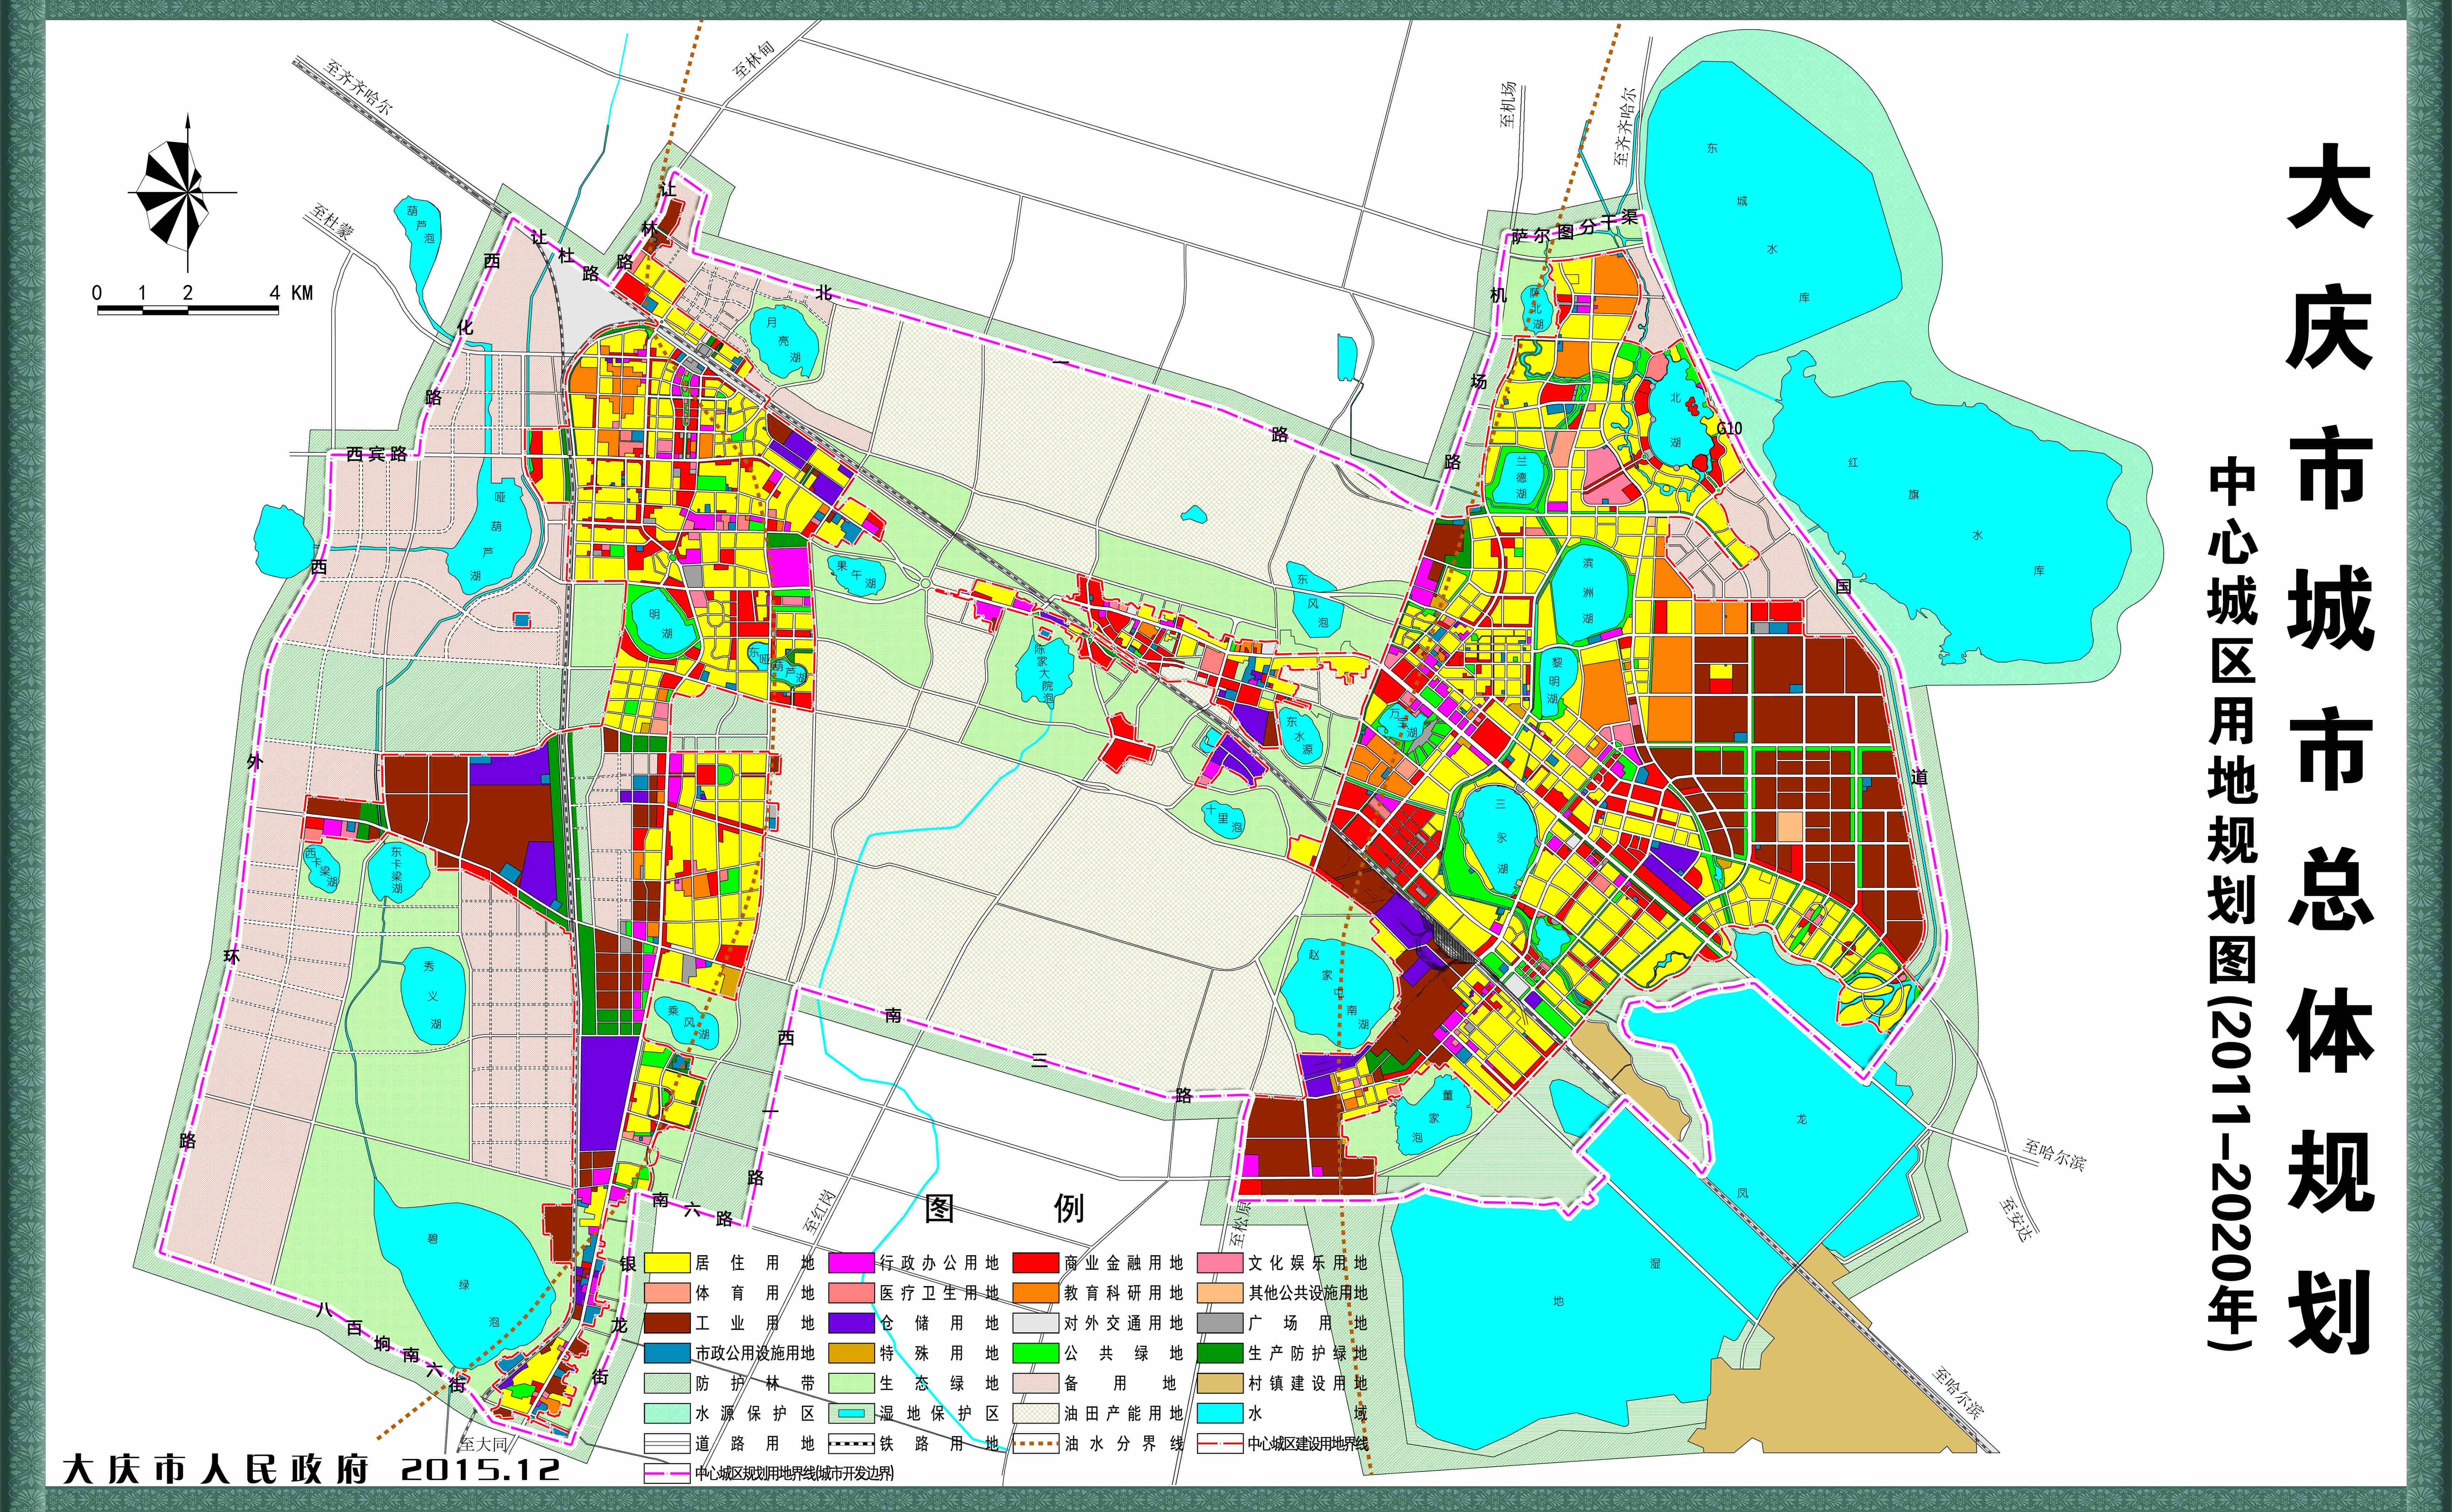 大庆市城市总体规划
中心城区用地规划图(2011-2020年)
至齐齐哈尔
至林甸
至机场
至齐齐哈尔
至杜蒙
0 1 2 4 KM
葫芦泡
让林路
让杜路
西化路
西宾路
西外环路
北一路
机场路
萨尔图分干渠
G10
国道
东城水库
红旗水库
月亮湖
萨北湖
北湖
兰德湖
哑葫芦湖
果午湖
东风泡
滨洲湖
明湖
陈家大院泡
黎明湖
东哑葫芦湖
万宝湖
东水源
十里泡
三永湖
西卡梁湖
东卡梁湖
秀义湖
乘风湖
赵家屯南湖
董家泡
碧绿泡
龙凤湿地
南三路
西一路
南六路
银龙街
八百垧南六街
至红岗
至松原
至大同
至哈尔滨
至安达
至哈尔滨
图例
居住用地 行政办公用地 商业金融用地 文化娱乐用地
体育用地 医疗卫生用地 教育科研用地 其他公共设施用地
工业用地 仓储用地 对外交通用地 广场用地
市政公用设施用地 特殊用地 公共绿地 生产防护绿地
防护林带 生态绿地 备用地 村镇建设用地
水源保护区 湿地保护区 油田产能用地 水域
道路用地 铁路用地 油水分界线 中心城区建设用地界线
中心城区规划用地界线(城市开发边界)
大庆市人民政府 2015.12